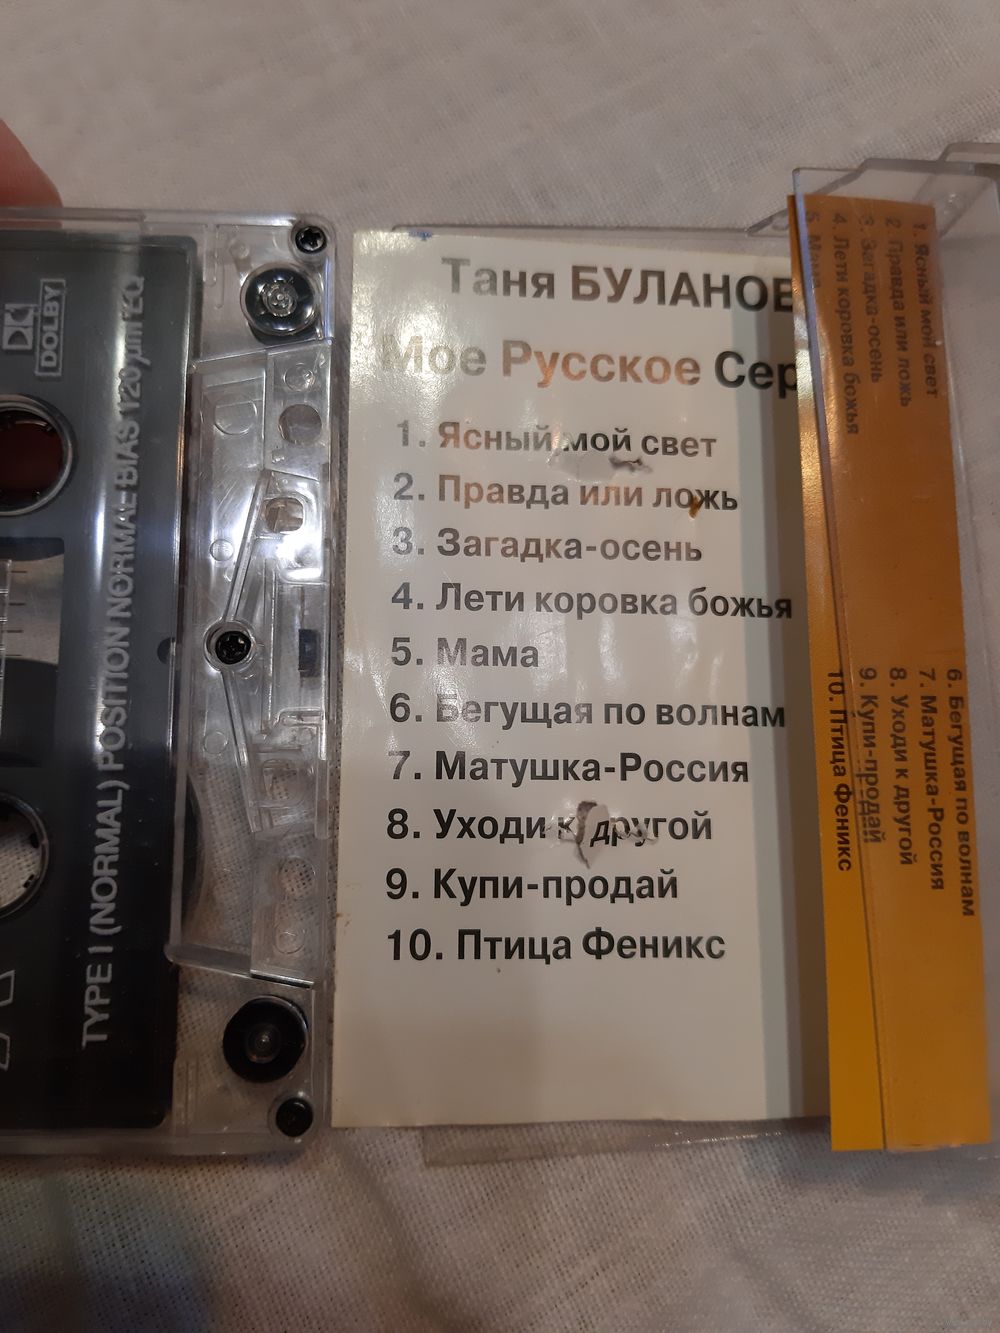 DOLBY
TYPE I (NORMAL) POSITION NORMAL BIAS 120μm EQ
Таня БУЛАНОВ
Мое Русское Сер
1. Ясный мой свет
2. Правда или ложь
3. Загадка-осень
4. Лети коровка божья
5. Мама
6. Бегущая по волнам
7. Матушка-Россия
8. Уходи к другой
9. Купи-продай
10. Птица Феникс
1. Ясный мой свет
2. Правда или ложь
3. Загадка-осень
4. Лети коровка божья
5. Мама
6. Бегущая по волнам
7. Матушка-Россия
8. Уходи к другой
9. Купи-продай
10. Птица Феникс